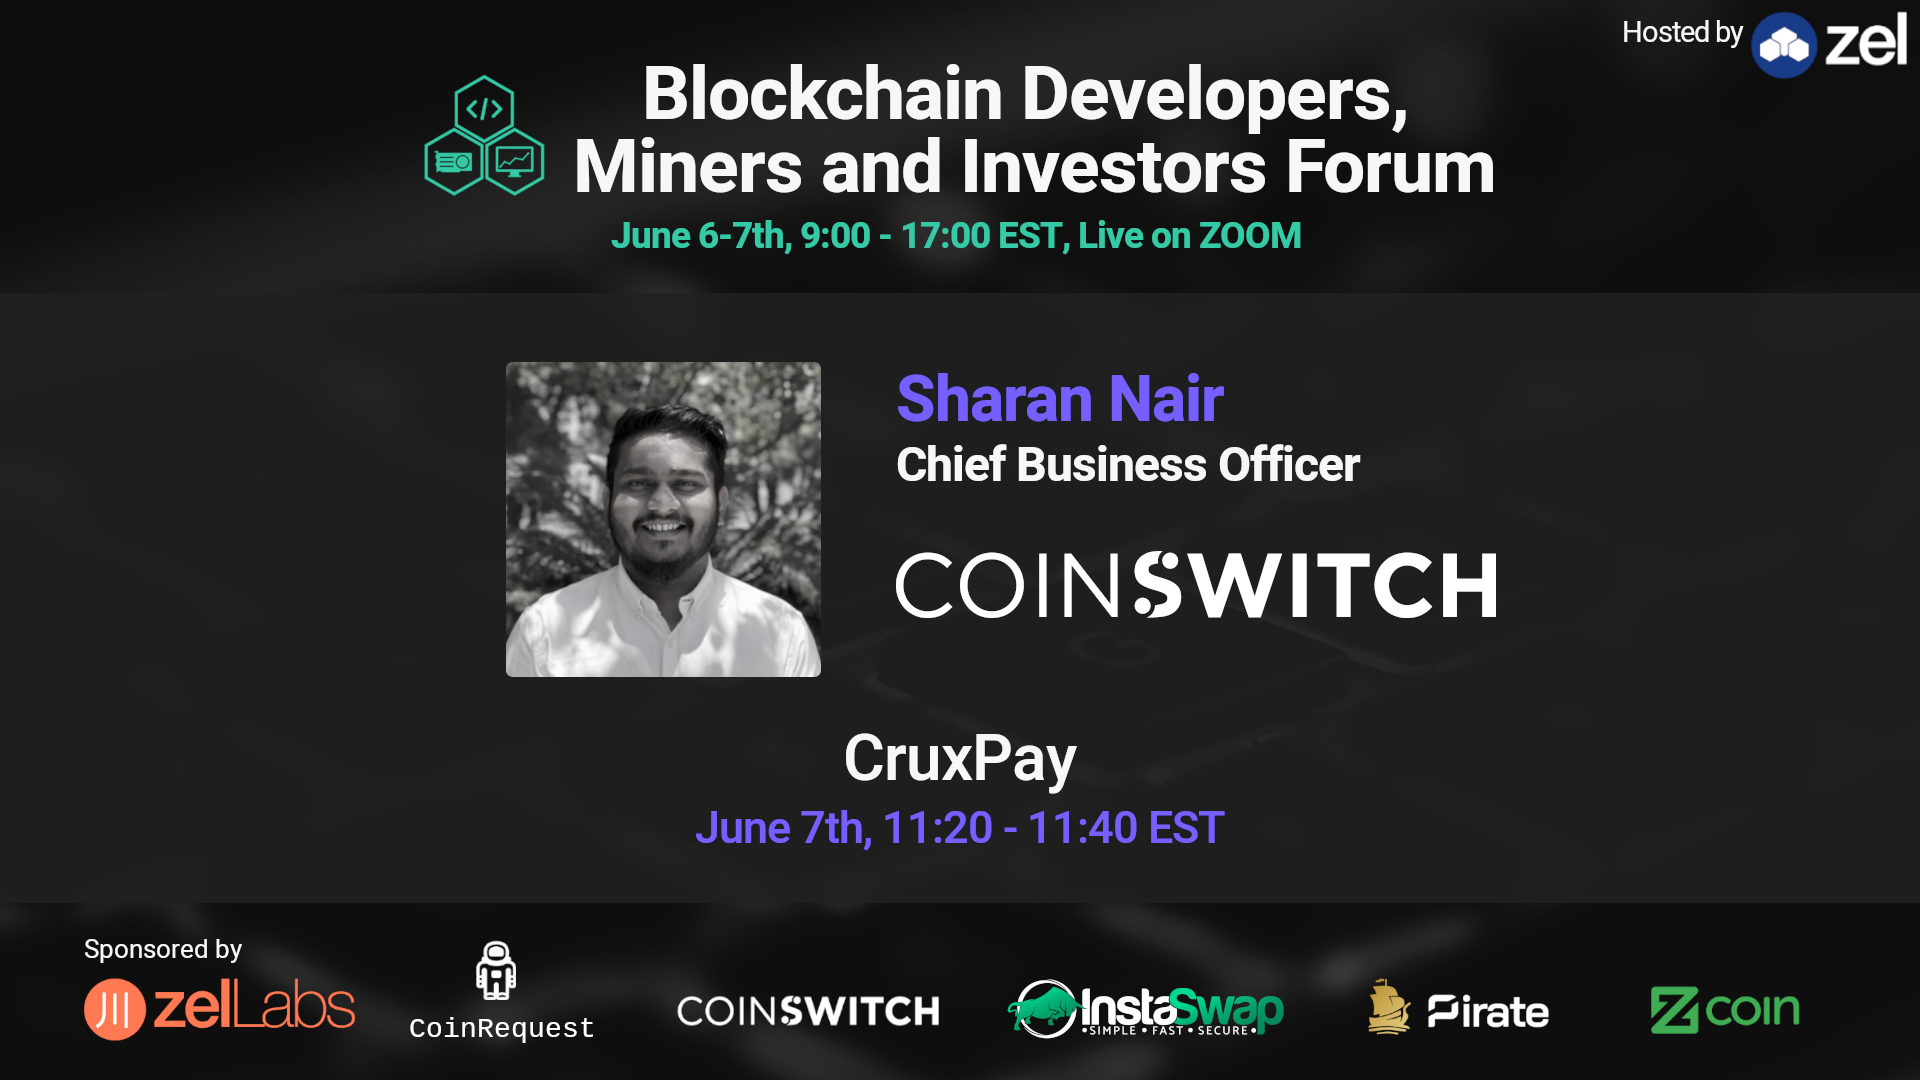 Hosted by zel
Blockchain Developers,
Miners and Investors Forum
June 6-7th, 9:00 - 17:00 EST, Live on ZOOM
Sharan Nair
Chief Business Officer
COINSWITCH
CruxPay
June 7th, 11:20 - 11:40 EST
Sponsored by
zelLabs
CoinRequest
COINSWITCH
InstaSwap
•SIMPLE • FAST • SECURE•
Pirate
Zcoin